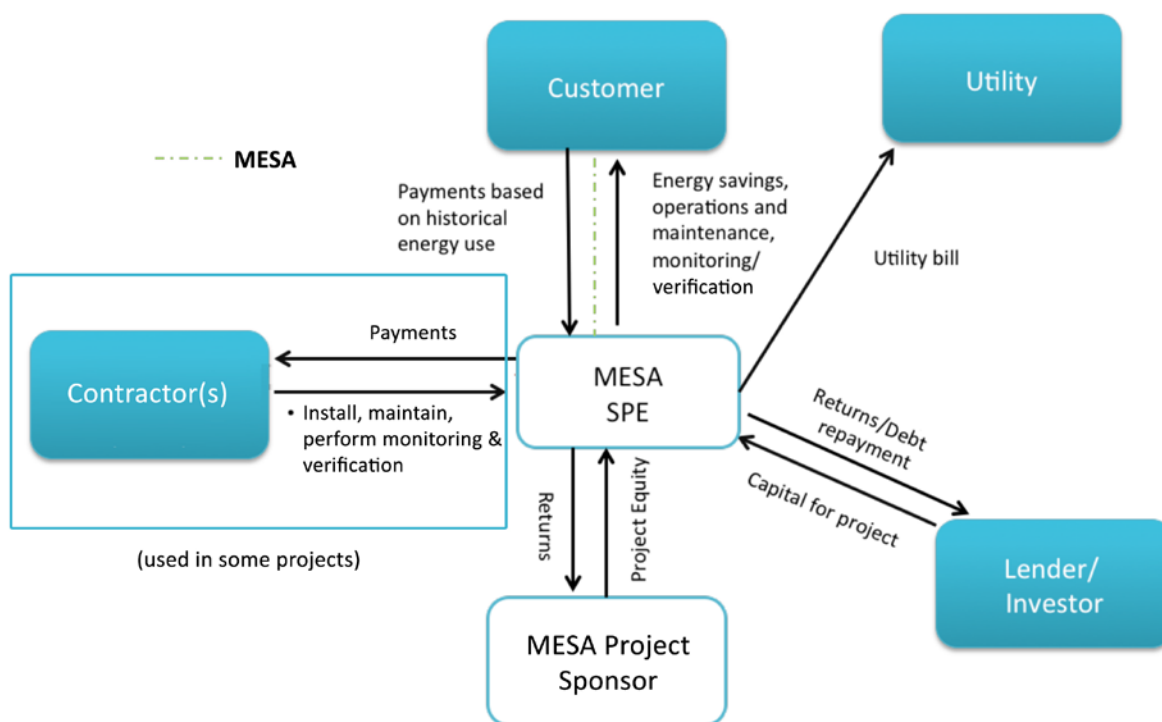 Customer
Utility
MESA
Payments based
on historical
energy use
Energy savings,
operations and
maintenance,
monitoring/
verification
Utility bill
Contractor(s)
Payments
• Install, maintain,
perform monitoring &
verification
(used in some projects)
MESA
SPE
Returns/Debt
repayment
Capital for project
Returns
Project Equity
Lender/
Investor
MESA Project
Sponsor